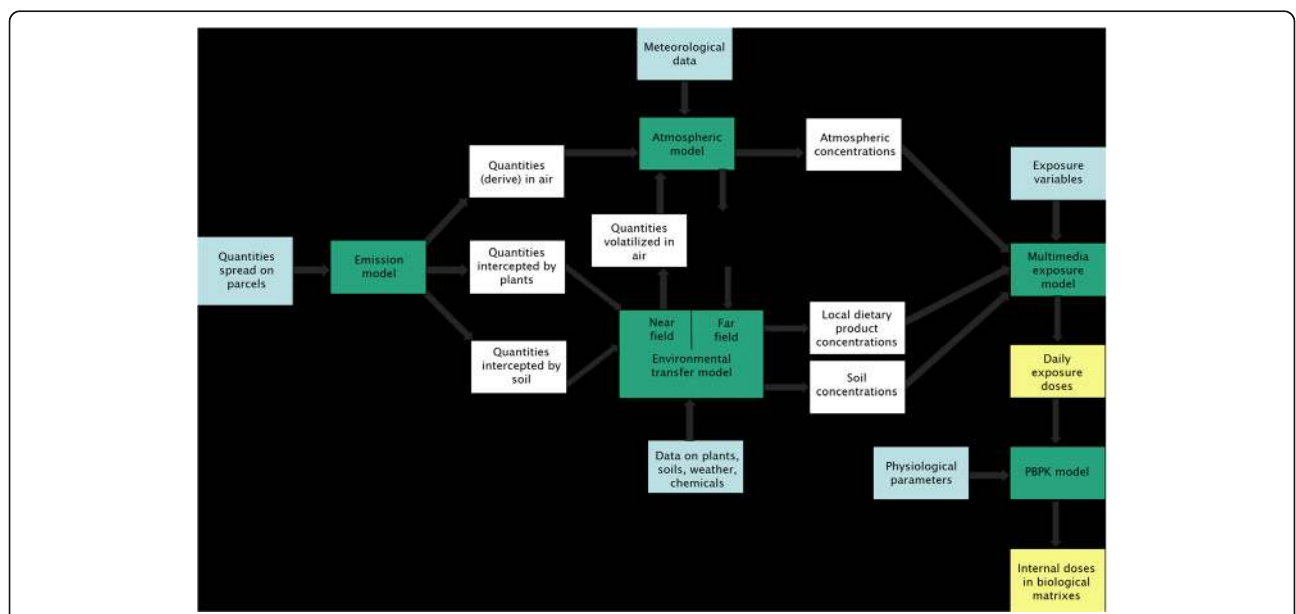 Meteorological
data
Atmospheric
model
Atmospheric
concentrations
Quantities
(derive) in air
Exposure
variables
Quantities
volatilized in
air
Quantities
spread on
parcels
Emission
model
Quantities
intercepted by
plants
Multimedia
exposure
model
Near
field
Far
field
Environmental
transfer model
Local dietary
product
concentrations
Quantities
intercepted by
soil
Soil
concentrations
Daily
exposure
doses
Data on plants,
soils, weather,
chemicals
Physiological
parameters
PBPK model
Internal doses
in biological
matrixes